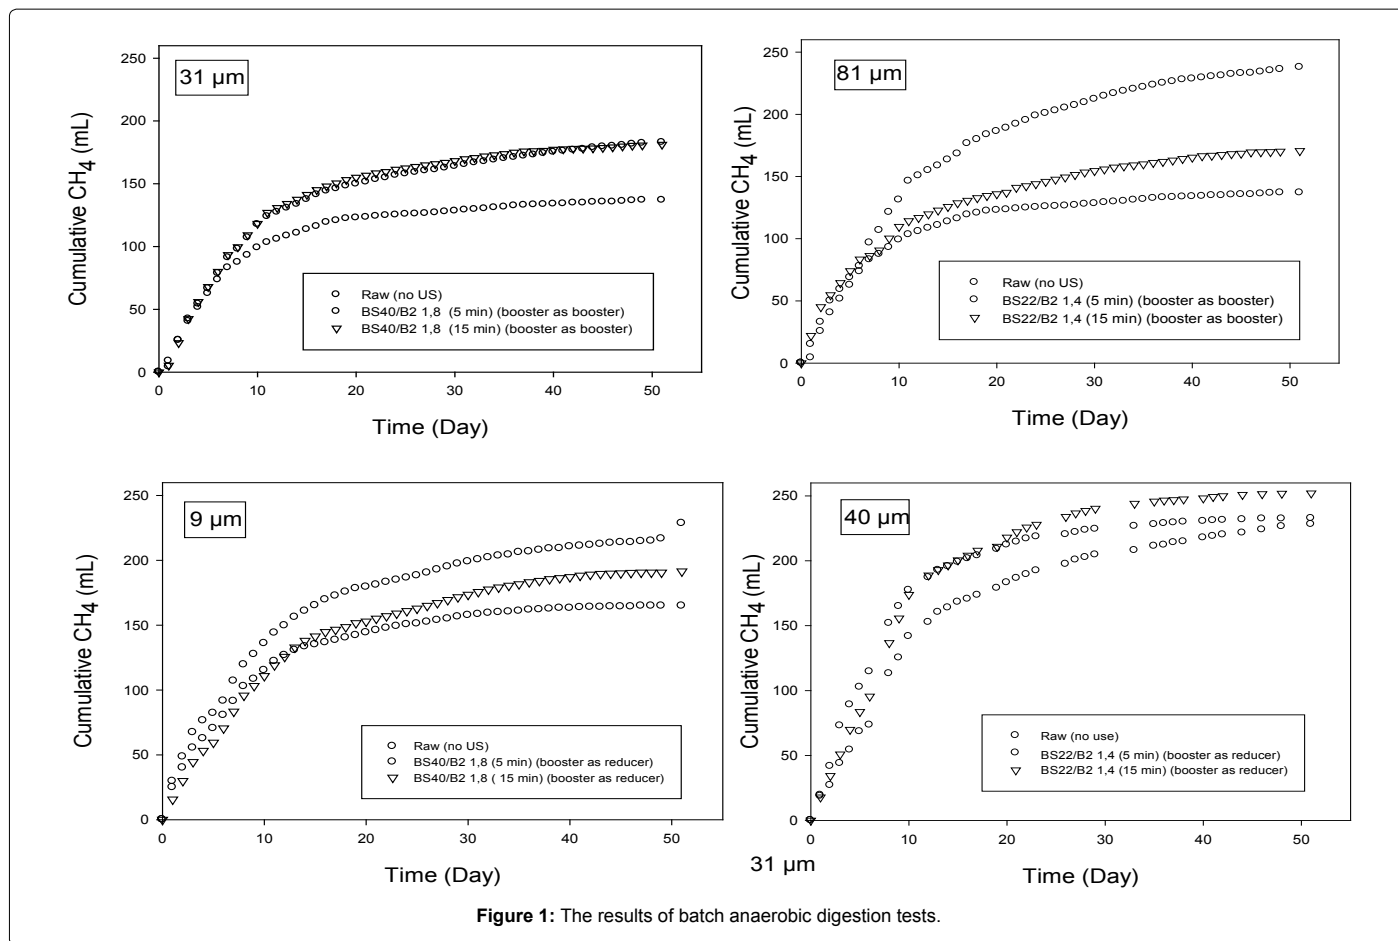 31 µm
Cumulative CH4 (mL)
250
200
150
100
50
0
Raw (no US)
BS40/B2 1,8 (5 min) (booster as booster)
BS40/B2 1,8 (15 min) (booster as booster)
0 10 20 30 40 50
Time (Day)
81 µm
Cumulative CH4 (mL)
250
200
150
100
50
0
Raw (no US)
BS22/B2 1,4 (5 min) (booster as booster)
BS22/B2 1,4 (15 min) (booster as booster)
0 10 20 30 40 50
Time (Day)
9 µm
Cumulative CH4 (mL)
250
200
150
100
50
0
Raw (no US)
BS40/B2 1,8 (5 min) (booster as reducer)
BS40/B2 1,8 ( 15 min) (booster as reducer)
0 10 20 30 40 50
Time (Day)
40 µm
Cumulative CH4 (mL)
250
200
150
100
50
0
Raw (no use)
BS22/B2 1,4 (5 min) (booster as reducer)
BS22/B2 1,4 (15 min) (booster as reducer)
0 10 20 30 40 50
31 µm
Time (Day)
Figure 1: The results of batch anaerobic digestion tests.